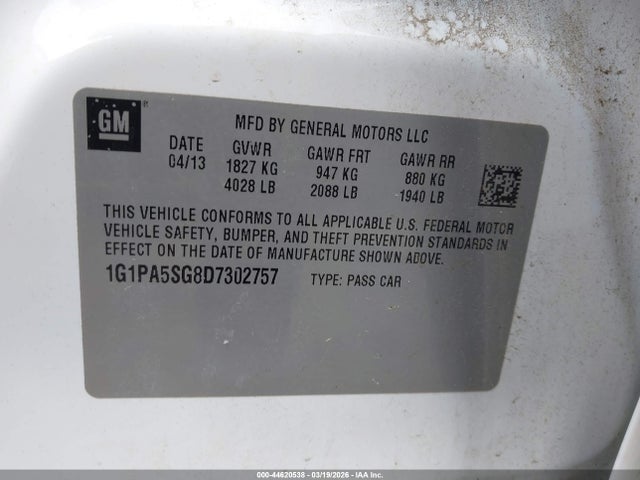 GM ®
MFD BY GENERAL MOTORS LLC
DATE GVWR GAWR FRT GAWR RR
04/13 1827 KG 947 KG 880 KG
4028 LB 2088 LB 1940 LB
THIS VEHICLE CONFORMS TO ALL APPLICABLE U.S. FEDERAL MOTOR
VEHICLE SAFETY, BUMPER, AND THEFT PREVENTION STANDARDS IN
EFFECT ON THE DATE OF MANUFACTURE SHOWN ABOVE.
1G1PA5SG8D7302757 TYPE: PASS CAR
000-44620538 - 03/19/2026 - IAA Inc.